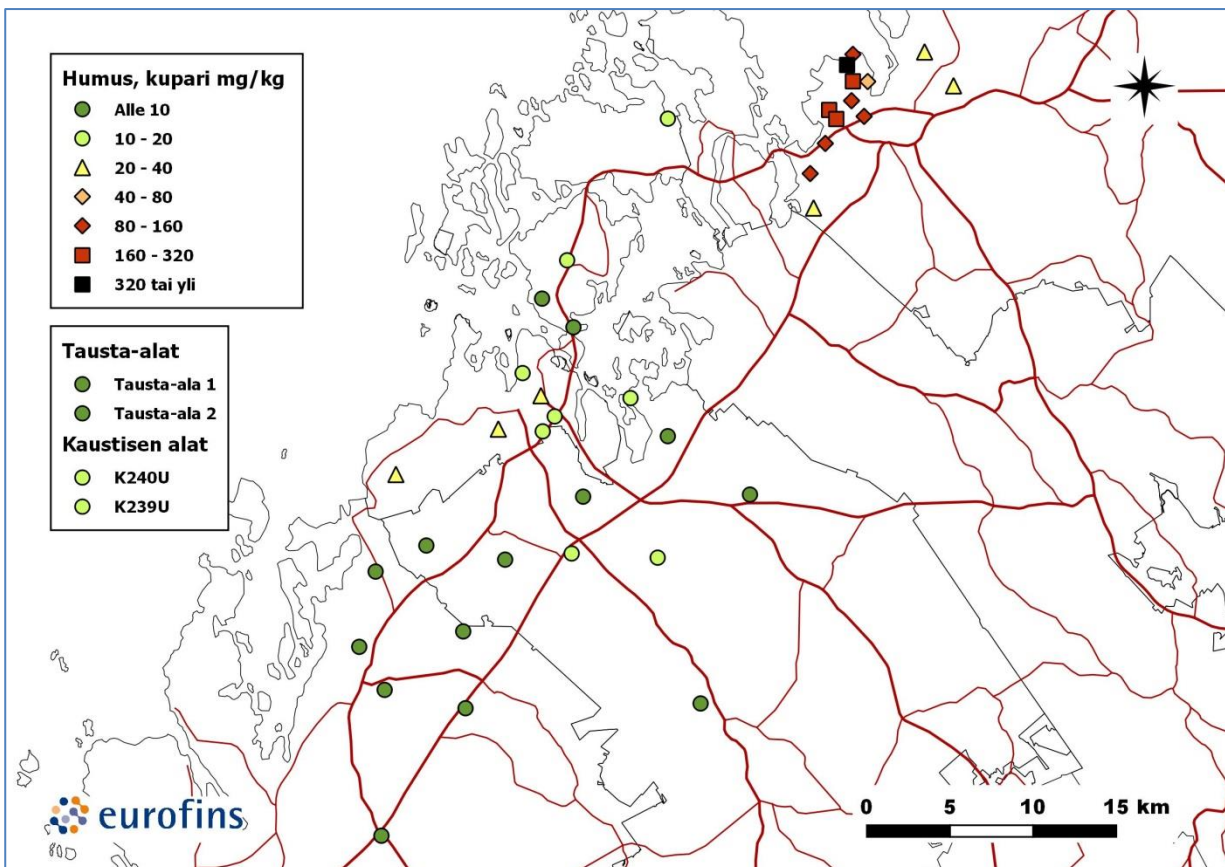 Humus, kupari mg/kg
Alle 10
10 - 20
20 - 40
40 - 80
80 - 160
160 - 320
320 tai yli
Tausta-alat
Tausta-ala 1
Tausta-ala 2
Kaustisen alat
K240U
K239U
eurofins
0 5 10 15 km